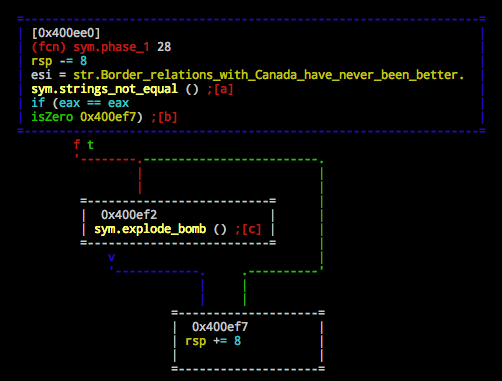 [0x400ee0]
(fcn) sym.phase_1 28
rsp -= 8
esi = str.Border_relations_with_Canada_have_never_been_better.
sym.strings_not_equal () ;[a]
if (eax == eax
isZero 0x400ef7) ;[b]
f t
0x400ef2
sym.explode_bomb () ;[c]
v
0x400ef7
rsp += 8